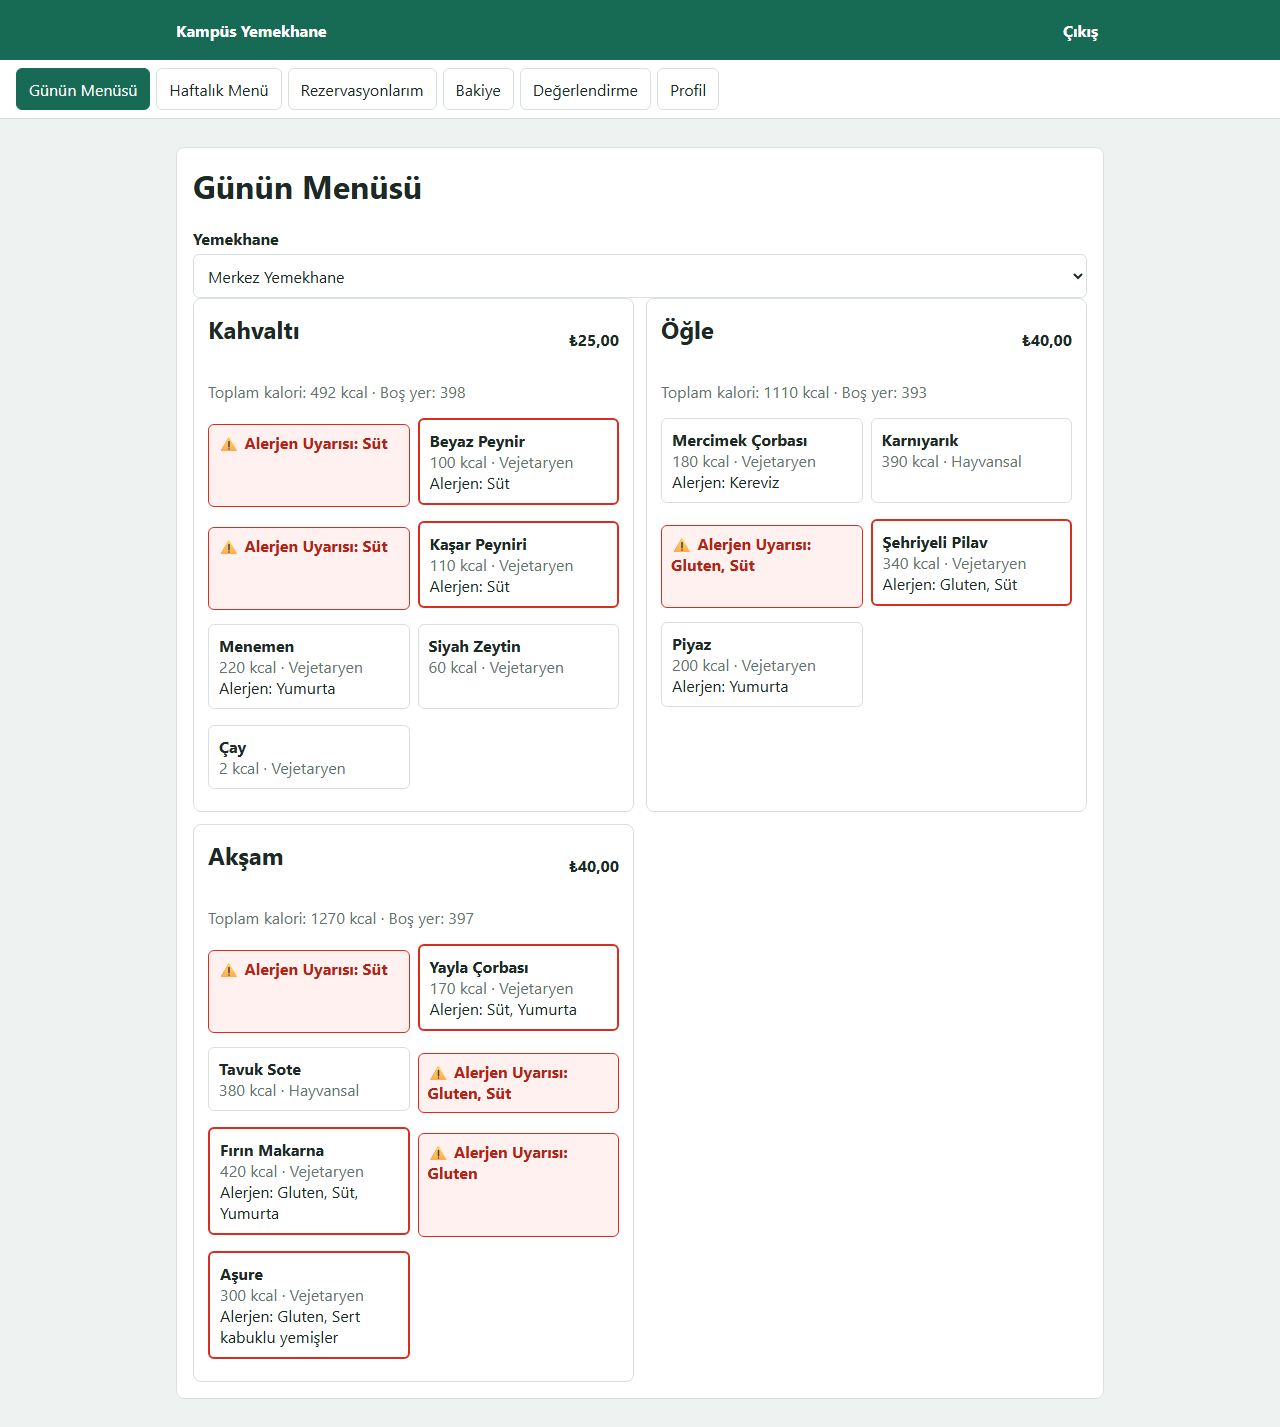 Kampüs Yemekhane
Çıkış
Günün Menüsü
Haftalık Menü
Rezervasyonlarım
Bakiye
Değerlendirme
Profil
Günün Menüsü
Yemekhane
Merkez Yemekhane
Kahvaltı
₺25,00
Toplam kalori: 492 kcal · Boş yer: 398
⚠ Alerjen Uyarısı: Süt
Beyaz Peynir
100 kcal · Vejetaryen
Alerjen: Süt
⚠ Alerjen Uyarısı: Süt
Kaşar Peyniri
110 kcal · Vejetaryen
Alerjen: Süt
Menemen
220 kcal · Vejetaryen
Alerjen: Yumurta
Siyah Zeytin
60 kcal · Vejetaryen
Çay
2 kcal · Vejetaryen
Öğle
₺40,00
Toplam kalori: 1110 kcal · Boş yer: 393
Mercimek Çorbası
180 kcal · Vejetaryen
Alerjen: Kereviz
Karnıyarık
390 kcal · Hayvansal
⚠ Alerjen Uyarısı:
Gluten, Süt
Şehriyeli Pilav
340 kcal · Vejetaryen
Alerjen: Gluten, Süt
Piyaz
200 kcal · Vejetaryen
Alerjen: Yumurta
Akşam
₺40,00
Toplam kalori: 1270 kcal · Boş yer: 397
⚠ Alerjen Uyarısı: Süt
Yayla Çorbası
170 kcal · Vejetaryen
Alerjen: Süt, Yumurta
Tavuk Sote
380 kcal · Hayvansal
⚠ Alerjen Uyarısı:
Gluten, Süt
Fırın Makarna
420 kcal · Vejetaryen
Alerjen: Gluten, Süt,
Yumurta
⚠ Alerjen Uyarısı:
Gluten
Aşure
300 kcal · Vejetaryen
Alerjen: Gluten, Sert
kabuklu yemişler